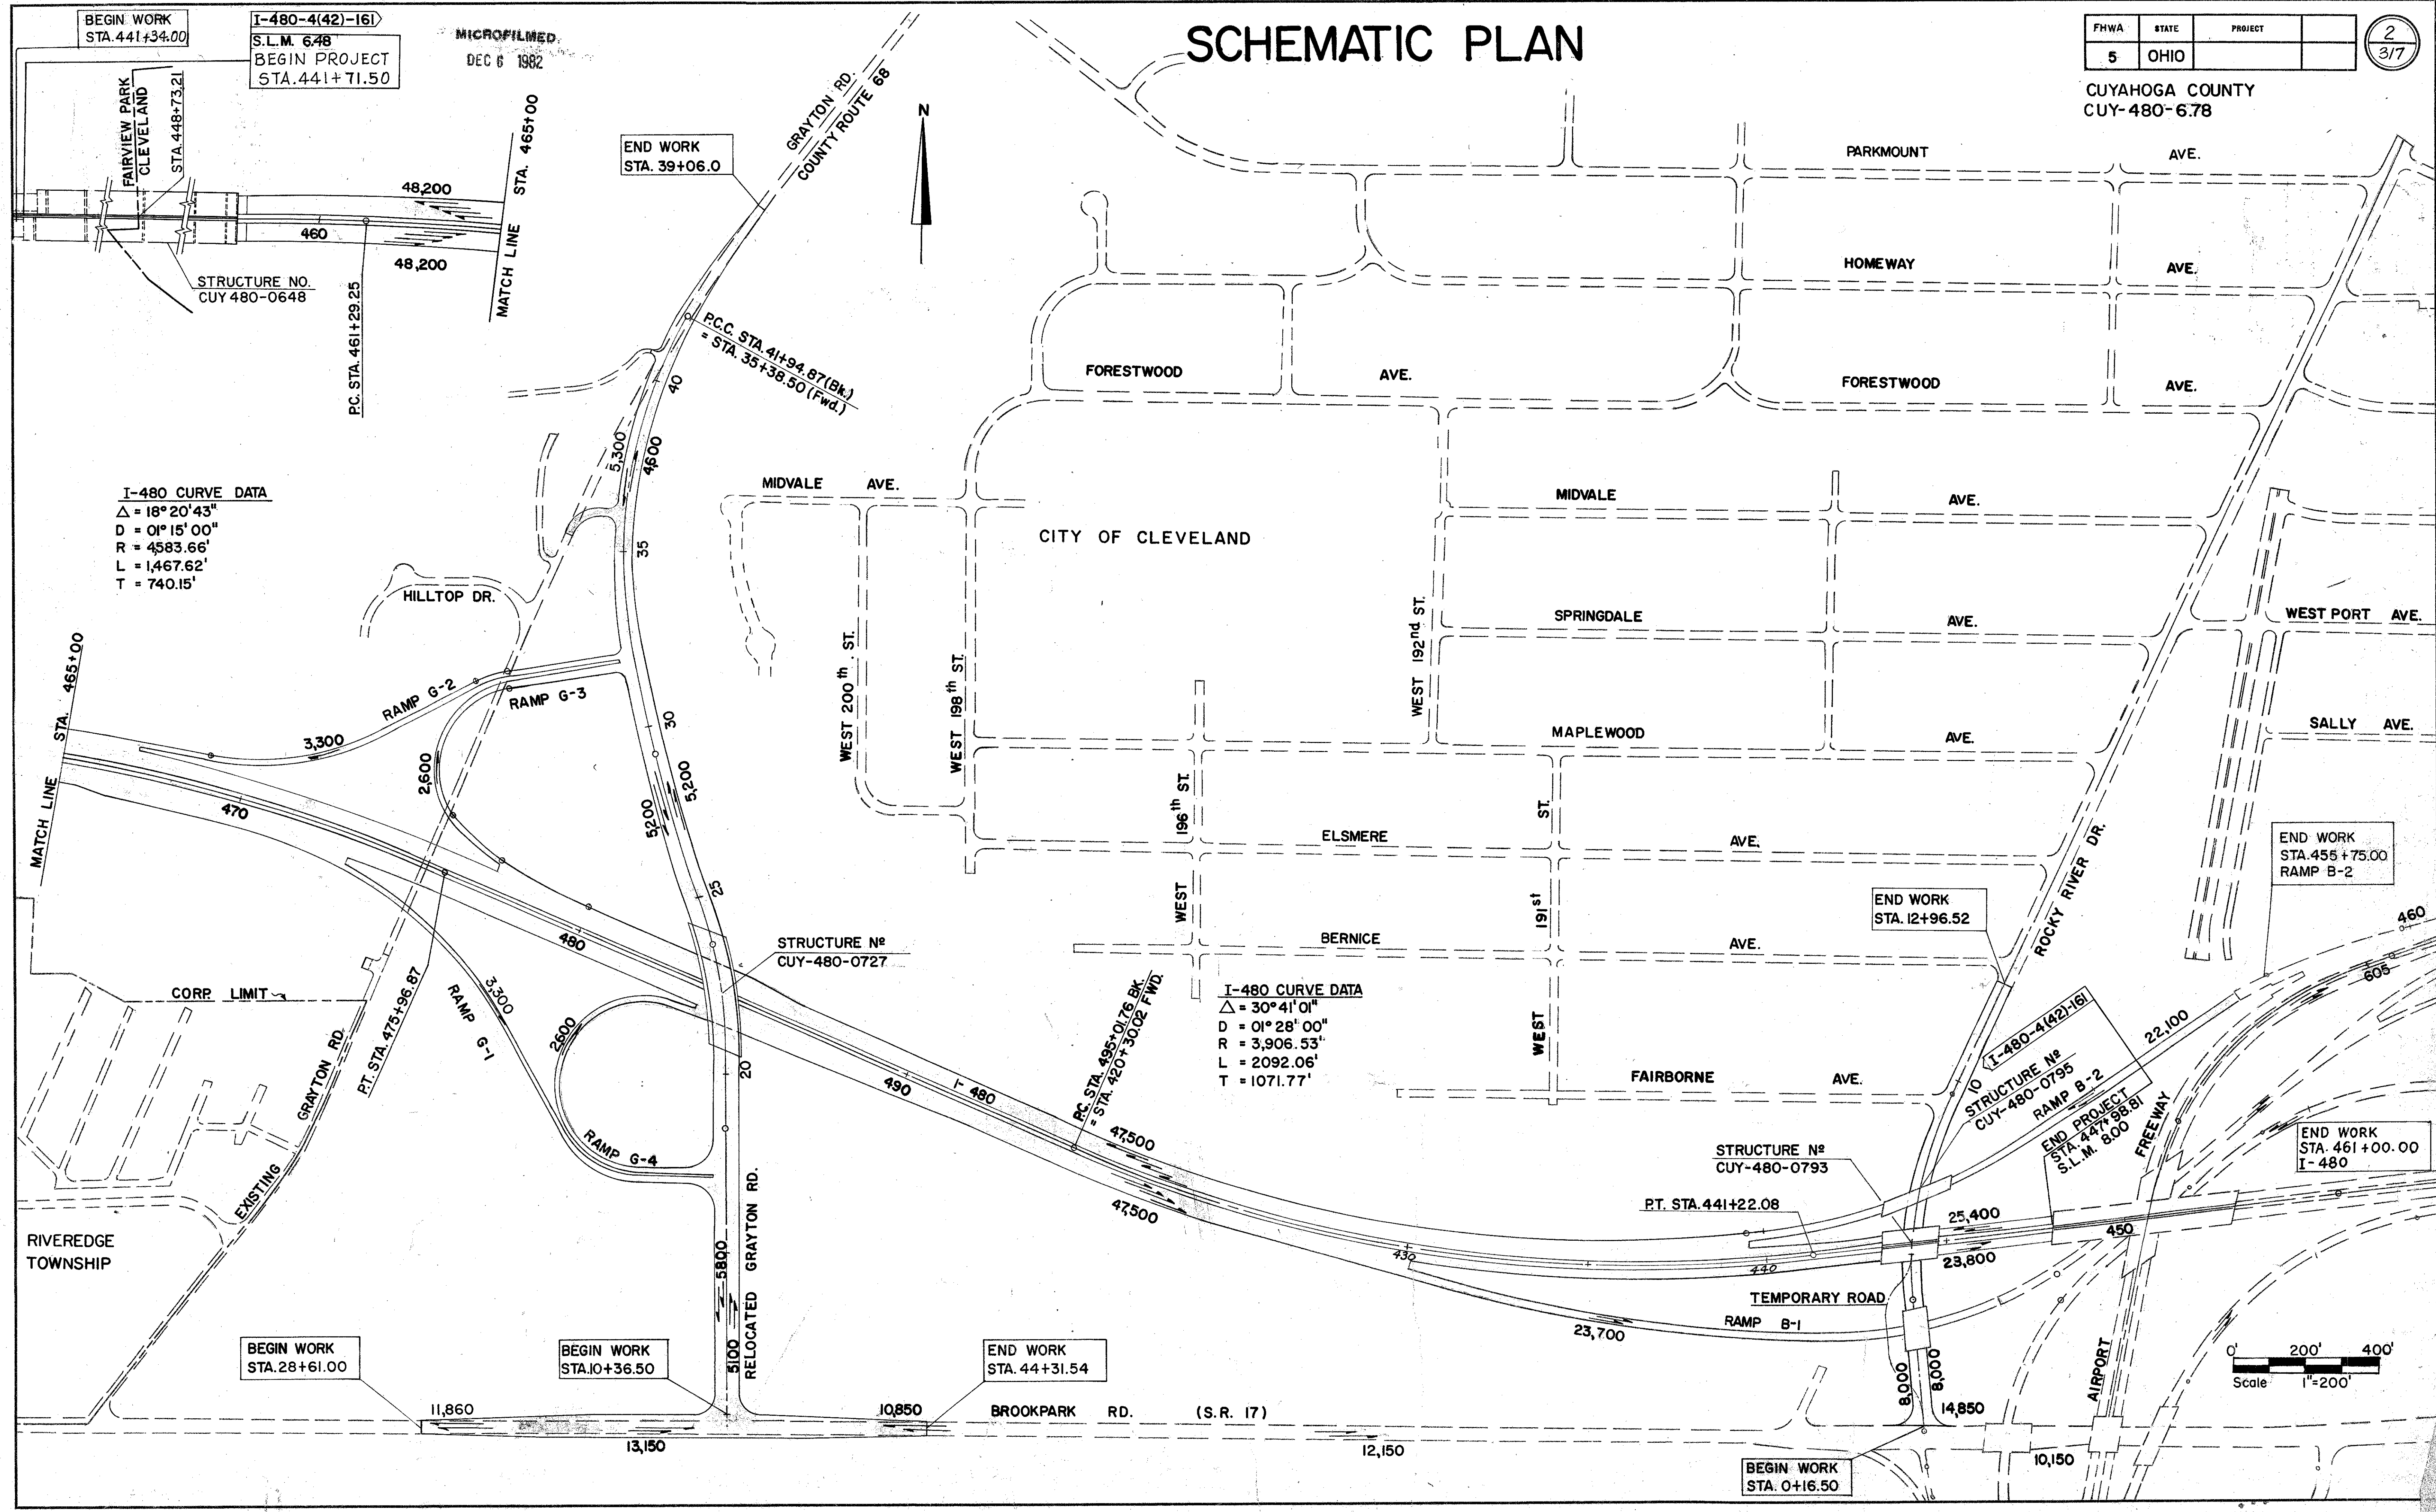 SCHEMATIC PLAN
FHWA
STATE
PROJECT
5
OHIO
2
317
CUYAHOGA COUNTY
CUY-480-6.78
BEGIN WORK
STA. 441+34.00
I-480-4(42)-161
S.L.M. 6.48
BEGIN PROJECT
STA. 441+71.50
MICROFILMED
DEC 6 1982
FAIRVIEW PARK
CLEVELAND
STA. 448+73.21
48,200
460
48,200
MATCH LINE STA. 465+00
STRUCTURE NO.
CUY 480-0648
P.C. STA. 461+29.25
END WORK
STA. 39+06.0
GRAYTON RD.
COUNTY ROUTE 68
N
P.C.C. STA. 41+94.87 (Bk.)
= STA. 35+38.50 (Fwd.)
40
5,300
4,600
35
I-480 CURVE DATA
Δ = 18° 20' 43"
D = 01° 15' 00"
R = 4583.66'
L = 1,467.62'
T = 740.15'
HILLTOP DR.
PARKMOUNT AVE.
HOMEWAY AVE.
FORESTWOOD AVE.
FORESTWOOD AVE.
MIDVALE AVE.
MIDVALE AVE.
CITY OF CLEVELAND
SPRINGDALE AVE.
WEST PORT AVE.
MAPLEWOOD AVE.
SALLY AVE.
ELSMERE AVE.
BERNICE AVE.
FAIRBORNE AVE.
WEST 200th ST.
WEST 198th ST.
WEST 196th ST.
WEST 192nd ST.
WEST 191st ST.
ROCKY RIVER DR.
MATCH LINE STA. 465+00
RAMP G-2
RAMP G-3
3,300
2,600
30
5,200
5,200
470
25
480
STRUCTURE Nº
CUY-480-0727
CORP. LIMIT
EXISTING GRAYTON RD.
P.T. STA. 475+96.87
3,300
RAMP G-1
2600
RAMP G-4
20
490
I-480
P.C. STA. 495+01.76 BK.
= STA. 420+30.02 FWD.
47,500
47,500
I-480 CURVE DATA
Δ = 30° 41' 01"
D = 01° 28' 00"
R = 3,906.53'
L = 2092.06'
T = 1071.77'
END WORK
STA. 12+96.52
END WORK
STA. 455+75.00
RAMP B-2
460
605
22,100
10
I-480-4(42)-161
STRUCTURE Nº
CUY-480-0795
RAMP B-2
END PROJECT
STA. 447+98.81
S.L.M. 8.00
AIRPORT FREEWAY
END WORK
STA. 461+00.00
I-480
STRUCTURE Nº
CUY-480-0793
P.T. STA. 441+22.08
25,400
450
23,800
430
440
TEMPORARY ROAD
RAMP B-1
23,700
8,000
8,000
RIVEREDGE
TOWNSHIP
5800
5100
RELOCATED GRAYTON RD.
BEGIN WORK
STA. 28+61.00
BEGIN WORK
STA. 10+36.50
END WORK
STA. 44+31.54
11,860
10,850
13,150
BROOKPARK RD. (S.R. 17)
12,150
14,850
10,150
BEGIN WORK
STA. 0+16.50
0' 200' 400'
Scale 1"=200'